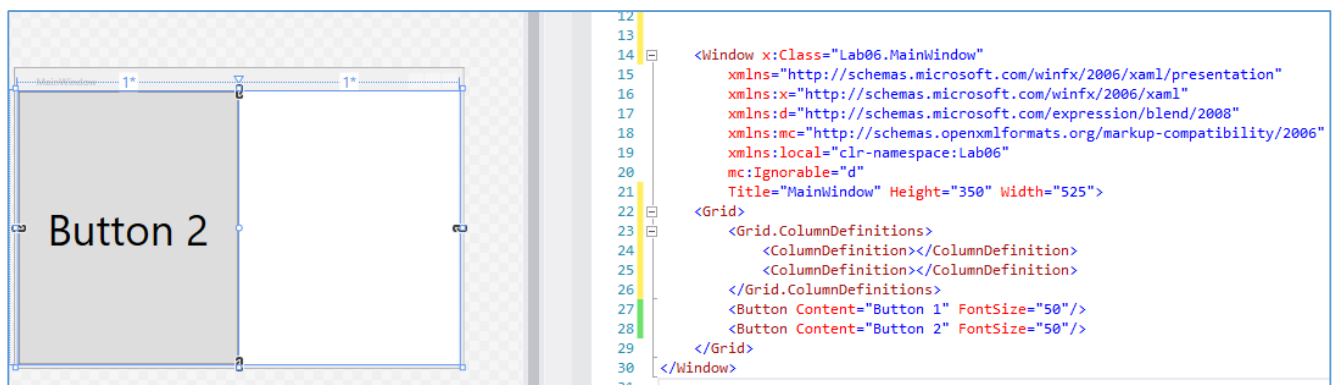 MainWindow
1*
1*
Button 2
12
13
14 <Window x:Class="Lab06.MainWindow"
15 xmlns="http://schemas.microsoft.com/winfx/2006/xaml/presentation"
16 xmlns:x="http://schemas.microsoft.com/winfx/2006/xaml"
17 xmlns:d="http://schemas.microsoft.com/expression/blend/2008"
18 xmlns:mc="http://schemas.openxmlformats.org/markup-compatibility/2006"
19 xmlns:local="clr-namespace:Lab06"
20 mc:Ignorable="d"
21 Title="MainWindow" Height="350" Width="525">
22 <Grid>
23 <Grid.ColumnDefinitions>
24 <ColumnDefinition></ColumnDefinition>
25 <ColumnDefinition></ColumnDefinition>
26 </Grid.ColumnDefinitions>
27 <Button Content="Button 1" FontSize="50"/>
28 <Button Content="Button 2" FontSize="50"/>
29 </Grid>
30 </Window>
31